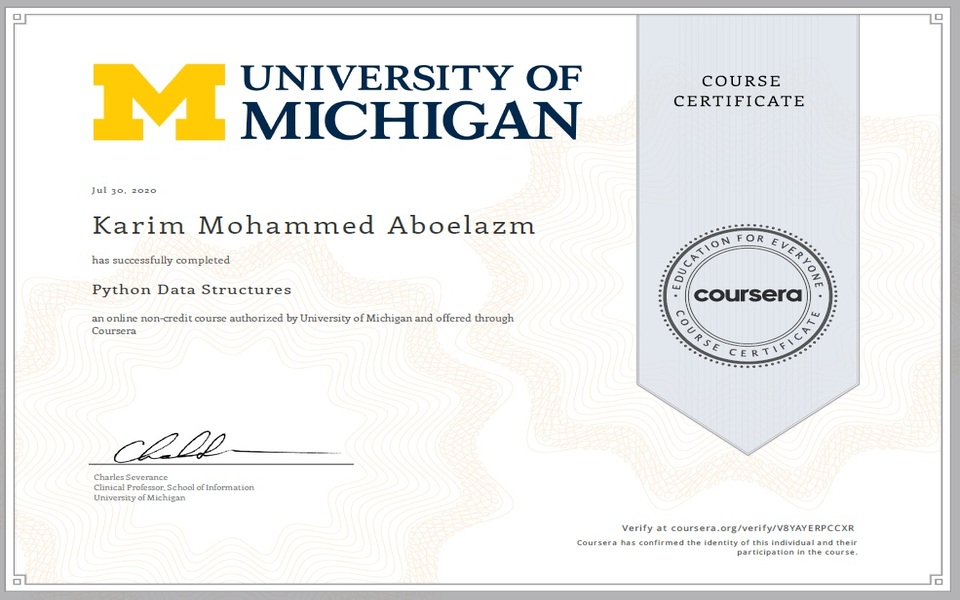 M UNIVERSITY OF
MICHIGAN
COURSE
CERTIFICATE
Jul 30, 2020
Karim Mohammed Aboelazm
has successfully completed
Python Data Structures
an online non-credit course authorized by University of Michigan and offered through
Coursera
EDUCATION FOR EVERYONE
coursera
COURSE CERTIFICATE
Charles Severance
Clinical Professor, School of Information
University of Michigan
Verify at coursera.org/verify/V8YAYERPCCXR
Coursera has confirmed the identity of this individual and their
participation in the course.